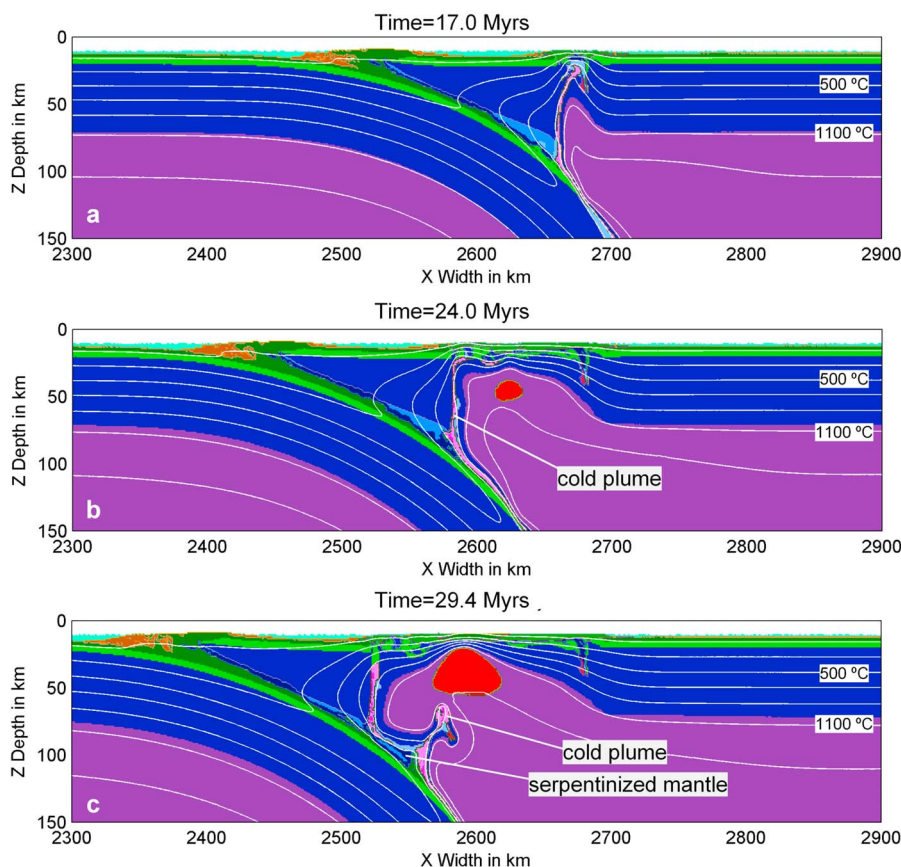 Time=17.0 Myrs
0
50
100
150
Z Depth in km
500 ºC
1100 ºC
a
2300 2400 2500 2600 2700 2800 2900
X Width in km
Time=24.0 Myrs
0
50
100
150
Z Depth in km
500 ºC
1100 ºC
cold plume
b
2300 2400 2500 2600 2700 2800 2900
X Width in km
Time=29.4 Myrs
0
50
100
150
Z Depth in km
500 ºC
1100 ºC
cold plume
serpentinized mantle
c
2300 2400 2500 2600 2700 2800 2900
X Width in km